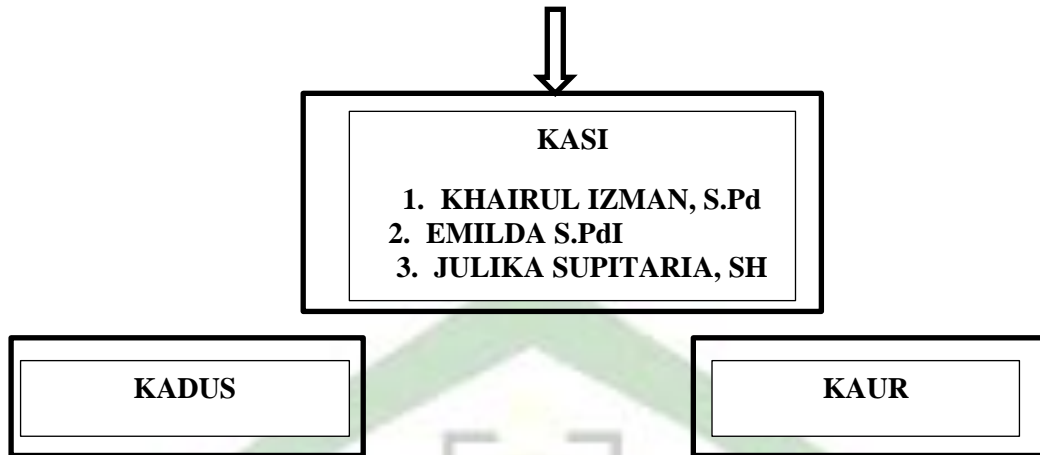 KASI
1. KHAIRUL IZMAN, S.Pd
2. EMILDA S.PdI
3. JULIKA SUPITARIA, SH
KADUS
KAUR